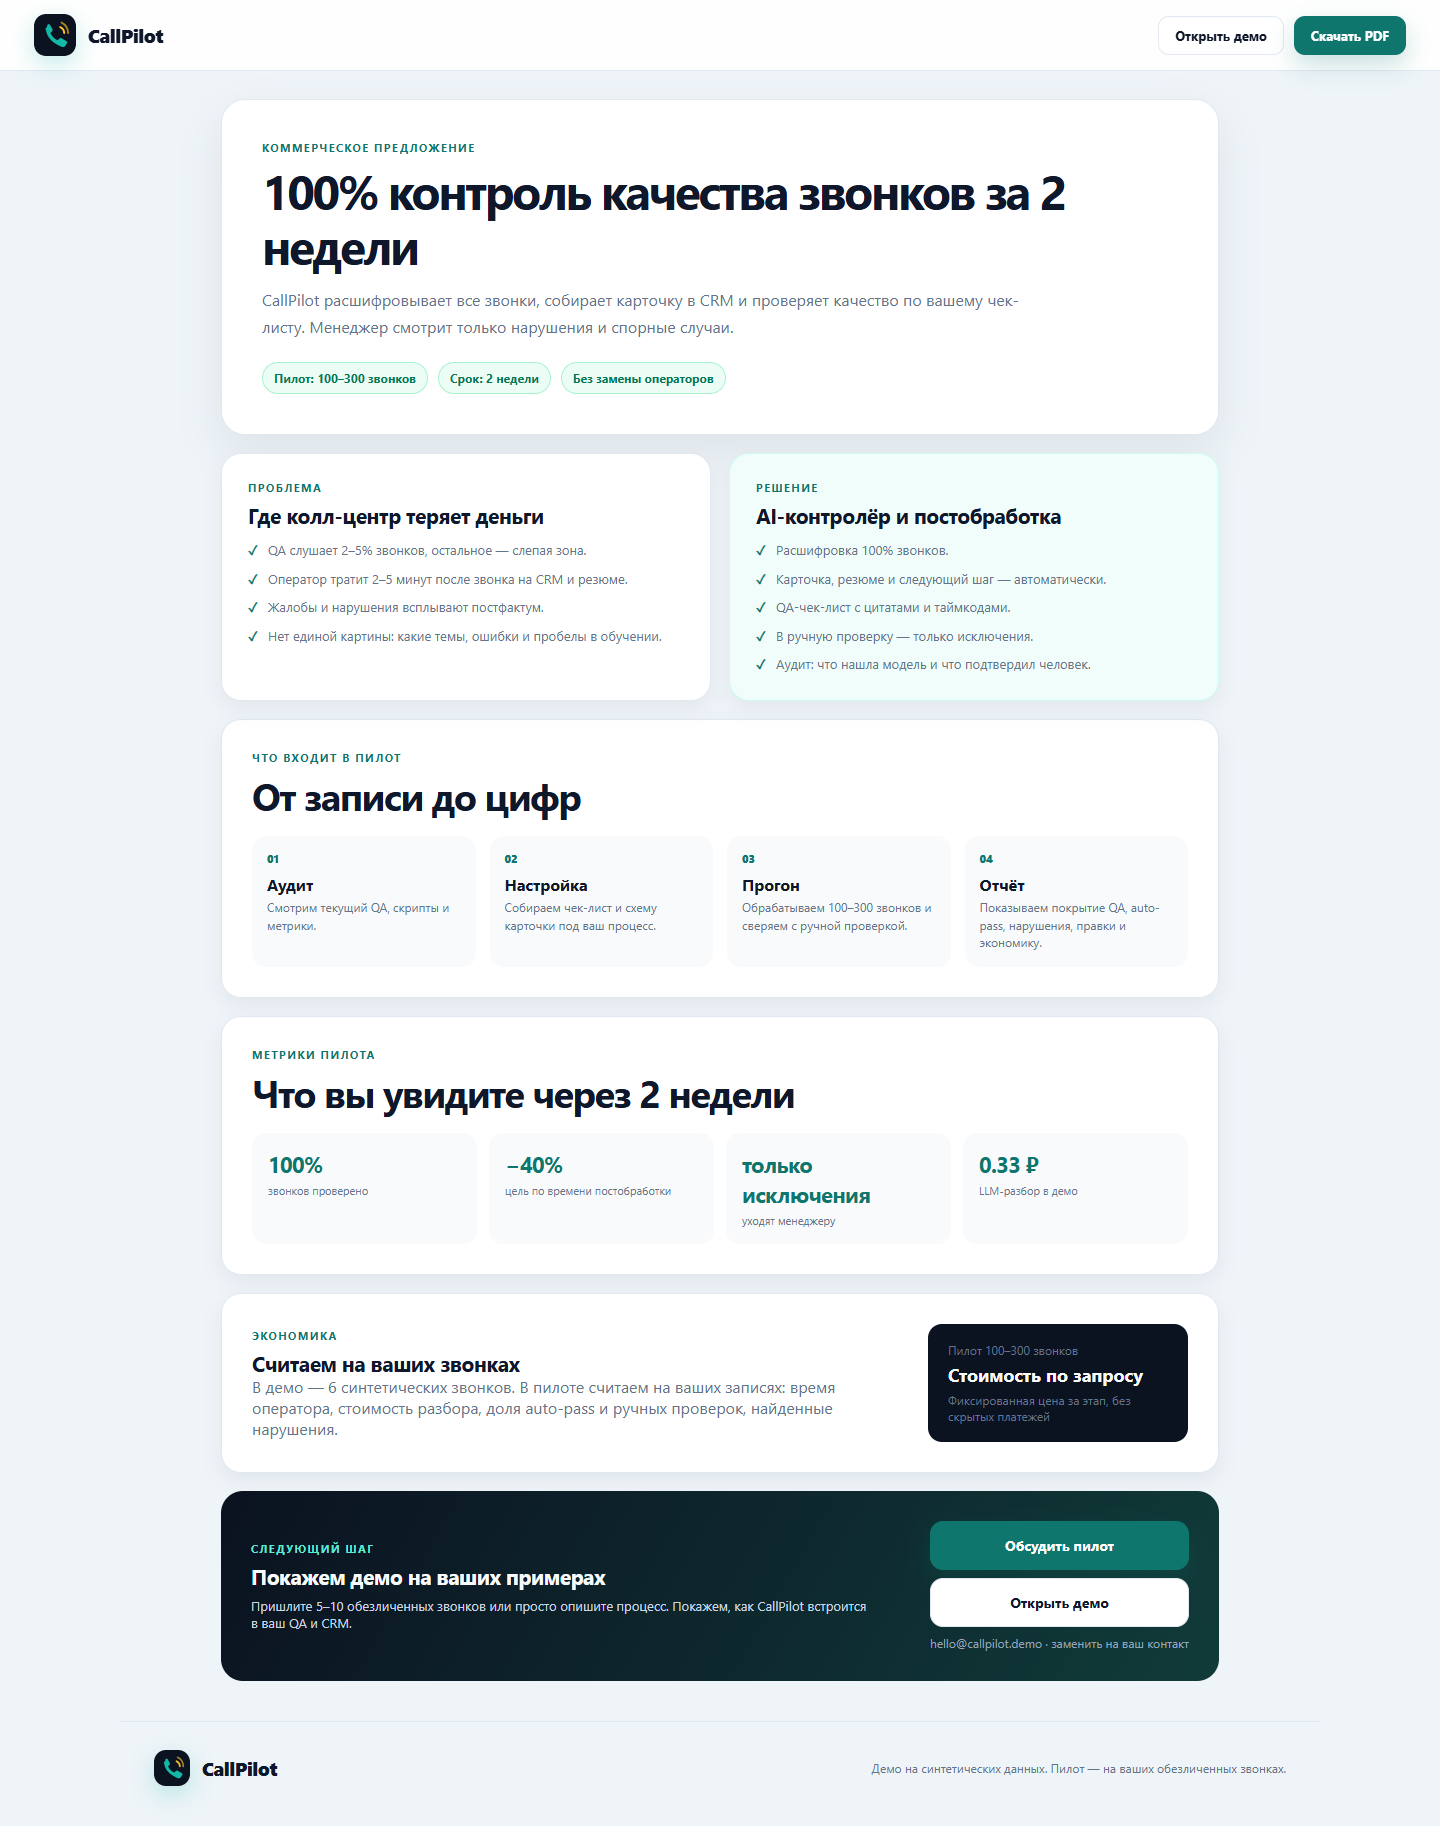 CallPilot
Открыть демо
Скачать PDF
КОММЕРЧЕСКОЕ ПРЕДЛОЖЕНИЕ
100% контроль качества звонков за 2
недели
CallPilot расшифровывает все звонки, собирает карточку в CRM и проверяет качество по вашему чек-
листу. Менеджер смотрит только нарушения и спорные случаи.
Пилот: 100–300 звонков
Срок: 2 недели
Без замены операторов
ПРОБЛЕМА
Где колл-центр теряет деньги
✓ QA слушает 2–5% звонков, остальное — слепая зона.
✓ Оператор тратит 2–5 минут после звонка на CRM и резюме.
✓ Жалобы и нарушения всплывают постфактум.
✓ Нет единой картины: какие темы, ошибки и пробелы в обучении.
РЕШЕНИЕ
AI-контролёр и постобработка
✓ Расшифровка 100% звонков.
✓ Карточка, резюме и следующий шаг — автоматически.
✓ QA-чек-лист с цитатами и таймкодами.
✓ В ручную проверку — только исключения.
✓ Аудит: что нашла модель и что подтвердил человек.
ЧТО ВХОДИТ В ПИЛОТ
От записи до цифр
01
Аудит
Смотрим текущий QA, скрипты и
метрики.
02
Настройка
Собираем чек-лист и схему
карточки под ваш процесс.
03
Прогон
Обрабатываем 100–300 звонков и
сверяем с ручной проверкой.
04
Отчёт
Показываем покрытие QA, auto-
pass, нарушения, правки и
экономику.
МЕТРИКИ ПИЛОТА
Что вы увидите через 2 недели
100%
звонков проверено
−40%
цель по времени постобработки
только
исключения
уходят менеджеру
0.33 ₽
LLM-разбор в демо
ЭКОНОМИКА
Считаем на ваших звонках
В демо — 6 синтетических звонков. В пилоте считаем на ваших записях: время
оператора, стоимость разбора, доля auto-pass и ручных проверок, найденные
нарушения.
Пилот 100–300 звонков
Стоимость по запросу
Фиксированная цена за этап, без
скрытых платежей
СЛЕДУЮЩИЙ ШАГ
Покажем демо на ваших примерах
Пришлите 5–10 обезличенных звонков или просто опишите процесс. Покажем, как CallPilot встроится
в ваш QA и CRM.
Обсудить пилот
Открыть демо
hello@callpilot.demo · заменить на ваш контакт
CallPilot
Демо на синтетических данных. Пилот — на ваших обезличенных звонках.